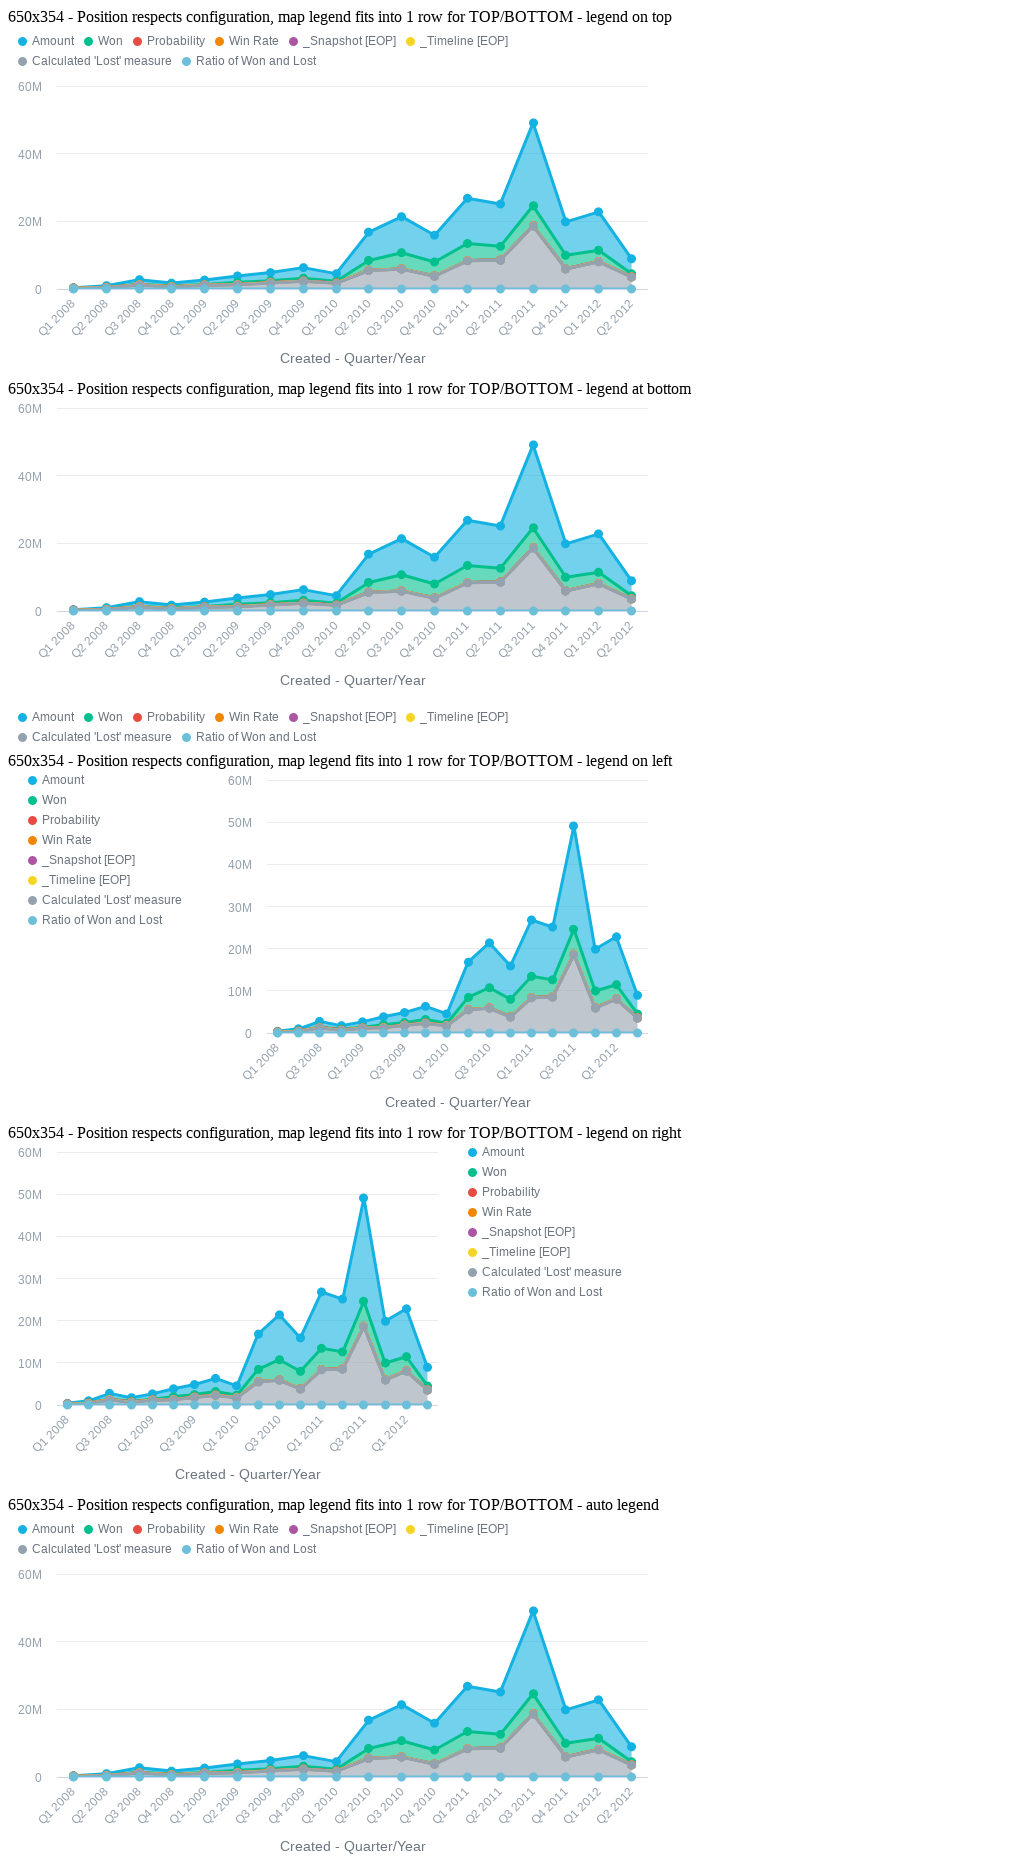 650x354 - Position respects configuration, map legend fits into 1 row for TOP/BOTTOM - legend on top
Amount Won Probability Win Rate _Snapshot [EOP] _Timeline [EOP]
Calculated 'Lost' measure Ratio of Won and Lost
60M
40M
20M
0
Q1 2008 Q2 2008 Q3 2008 Q4 2008 Q1 2009 Q2 2009 Q3 2009 Q4 2009 Q1 2010 Q2 2010 Q3 2010 Q4 2010 Q1 2011 Q2 2011 Q3 2011 Q4 2011 Q1 2012 Q2 2012
Created - Quarter/Year
650x354 - Position respects configuration, map legend fits into 1 row for TOP/BOTTOM - legend at bottom
60M
40M
20M
0
Q1 2008 Q2 2008 Q3 2008 Q4 2008 Q1 2009 Q2 2009 Q3 2009 Q4 2009 Q1 2010 Q2 2010 Q3 2010 Q4 2010 Q1 2011 Q2 2011 Q3 2011 Q4 2011 Q1 2012 Q2 2012
Created - Quarter/Year
Amount Won Probability Win Rate _Snapshot [EOP] _Timeline [EOP]
Calculated 'Lost' measure Ratio of Won and Lost
650x354 - Position respects configuration, map legend fits into 1 row for TOP/BOTTOM - legend on left
Amount
Won
Probability
Win Rate
_Snapshot [EOP]
_Timeline [EOP]
Calculated 'Lost' measure
Ratio of Won and Lost
60M
50M
40M
30M
20M
10M
0
Q1 2008 Q3 2008 Q1 2009 Q3 2009 Q1 2010 Q3 2010 Q1 2011 Q3 2011 Q1 2012
Created - Quarter/Year
650x354 - Position respects configuration, map legend fits into 1 row for TOP/BOTTOM - legend on right
60M
50M
40M
30M
20M
10M
0
Q1 2008 Q3 2008 Q1 2009 Q3 2009 Q1 2010 Q3 2010 Q1 2011 Q3 2011 Q1 2012
Created - Quarter/Year
Amount
Won
Probability
Win Rate
_Snapshot [EOP]
_Timeline [EOP]
Calculated 'Lost' measure
Ratio of Won and Lost
650x354 - Position respects configuration, map legend fits into 1 row for TOP/BOTTOM - auto legend
Amount Won Probability Win Rate _Snapshot [EOP] _Timeline [EOP]
Calculated 'Lost' measure Ratio of Won and Lost
60M
40M
20M
0
Q1 2008 Q2 2008 Q3 2008 Q4 2008 Q1 2009 Q2 2009 Q3 2009 Q4 2009 Q1 2010 Q2 2010 Q3 2010 Q4 2010 Q1 2011 Q2 2011 Q3 2011 Q4 2011 Q1 2012 Q2 2012
Created - Quarter/Year